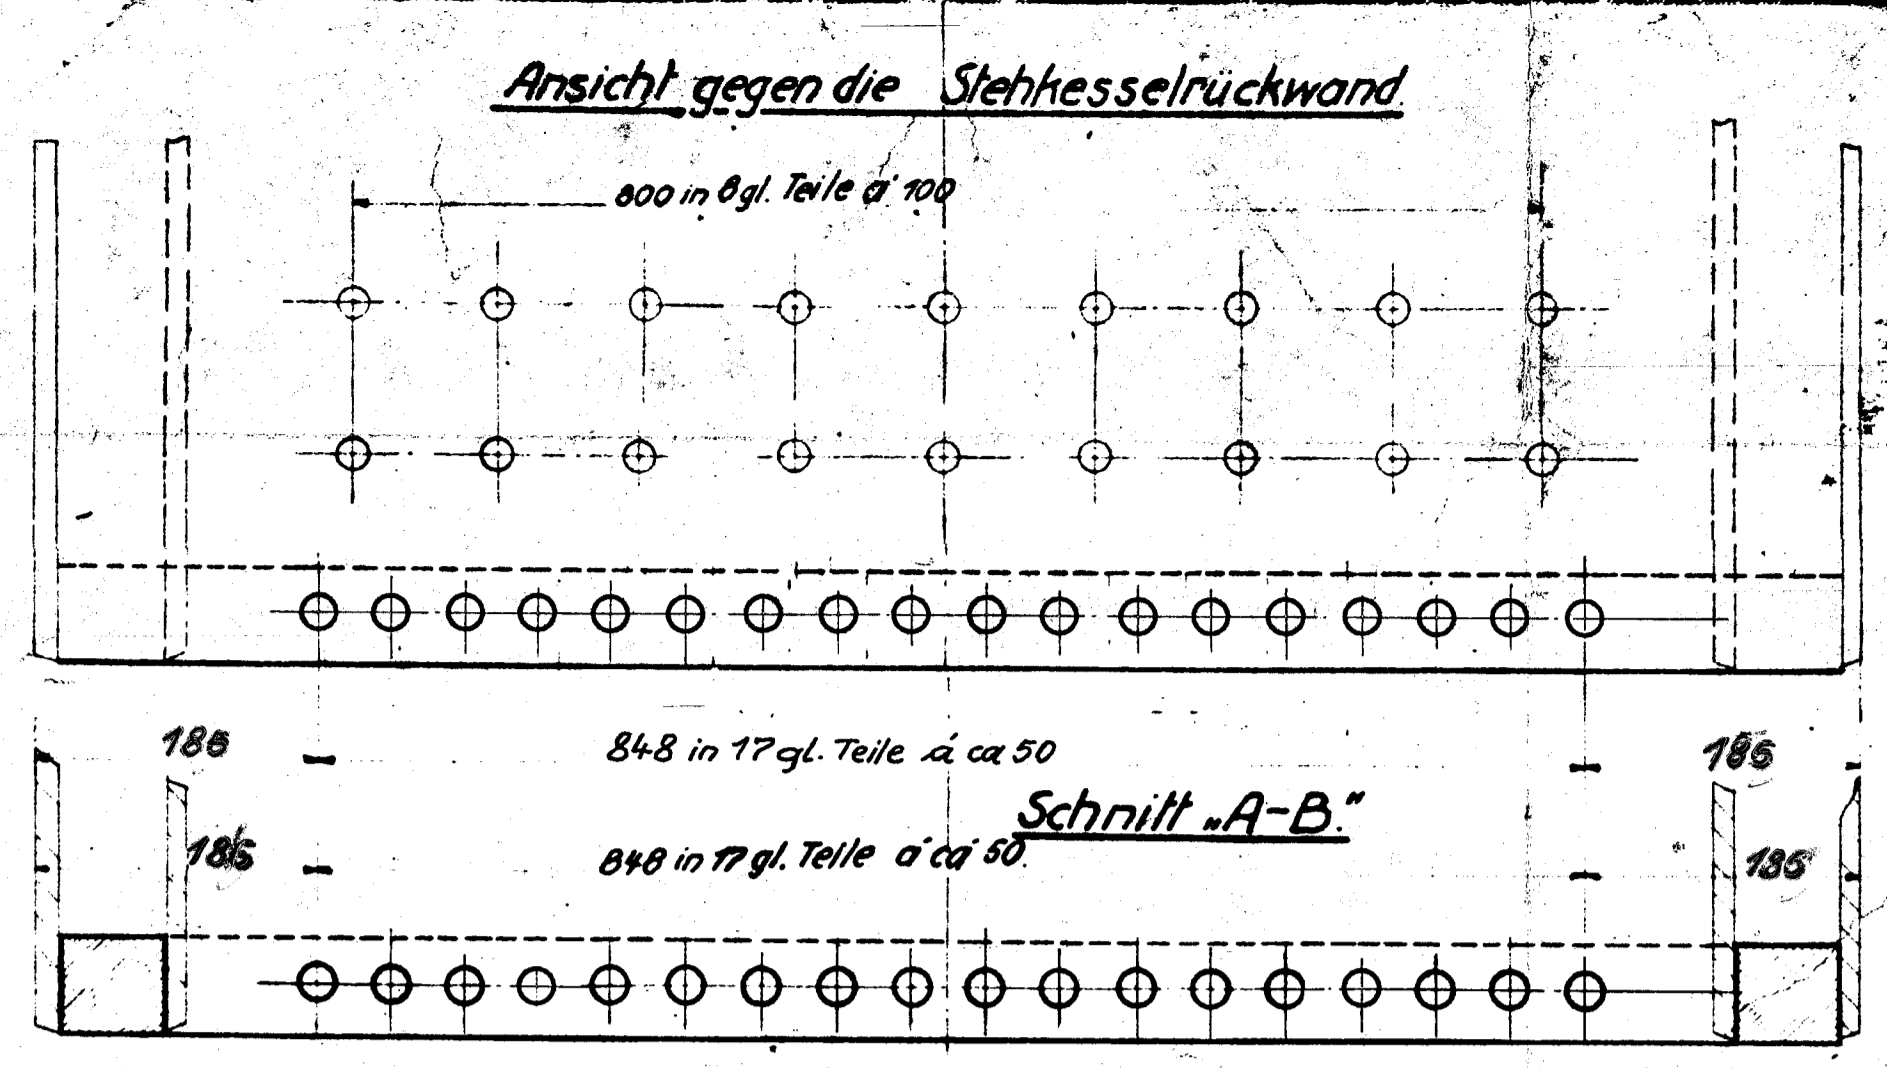 Ansicht gegen die Stehkesselrückwand
800 in 8 gl. Teile á 100
185
848 in 17 gl. Teile á ca 50
185
Schnitt „A-B."
185
848 in 17 gl. Teile á ca 50.
185